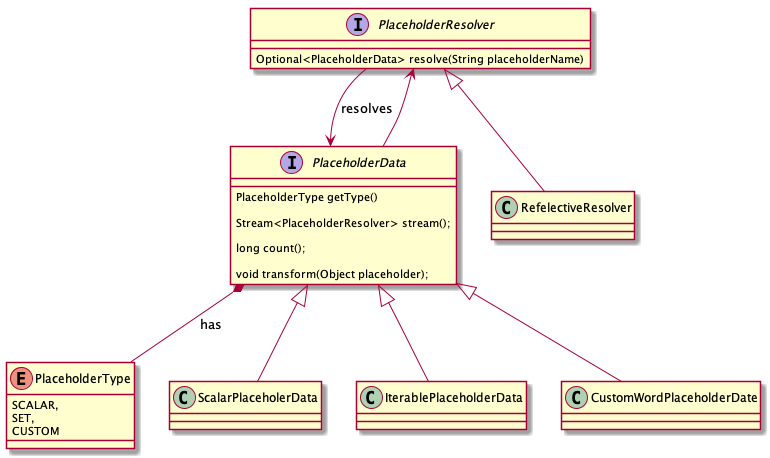 I PlaceholderResolver
Optional<PlaceholderData> resolve(String placeholderName)
resolves
I PlaceholderData
PlaceholderType getType()
Stream<PlaceholderResolver> stream();
long count();
void transform(Object placeholder);
C RefelectiveResolver
has
E PlaceholderType
SCALAR,
SET,
CUSTOM
C ScalarPlaceholerData
C IterablePlaceholderData
C CustomWordPlaceholderDate